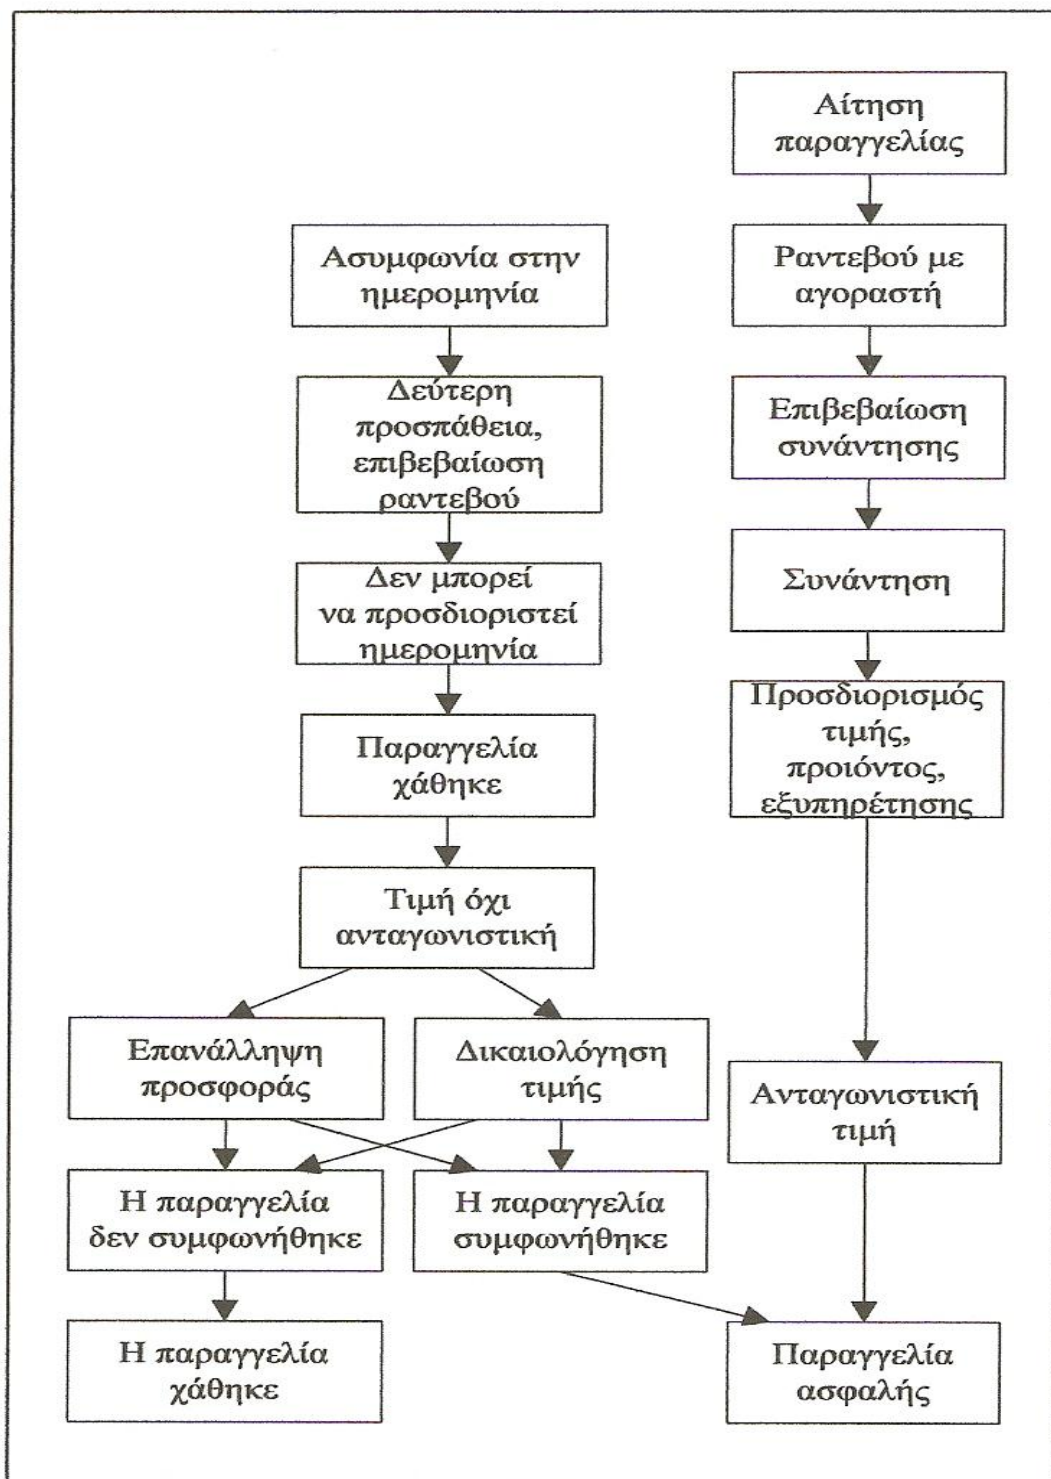 Αίτηση
παραγγελίας
Ασυμφωνία στην
ημερομηνία
Ραντεβού με
αγοραστή
Δεύτερη
προσπάθεια,
επιβεβαίωση
ραντεβού
Επιβεβαίωση
συνάντησης
Δεν μπορεί
να προσδιοριστεί
ημερομηνία
Συνάντηση
Παραγγελία
χάθηκε
Προσδιορισμός
τιμής,
προιόντος,
εξυπηρέτησης
Τιμή όχι
ανταγωνιστική
Επανάλληψη
προσφοράς
Δικαιολόγηση
τιμής
Ανταγωνιστική
τιμή
Η παραγγελία
δεν συμφωνήθηκε
Η παραγγελία
συμφωνήθηκε
Η παραγγελία
χάθηκε
Παραγγελία
ασφαλής